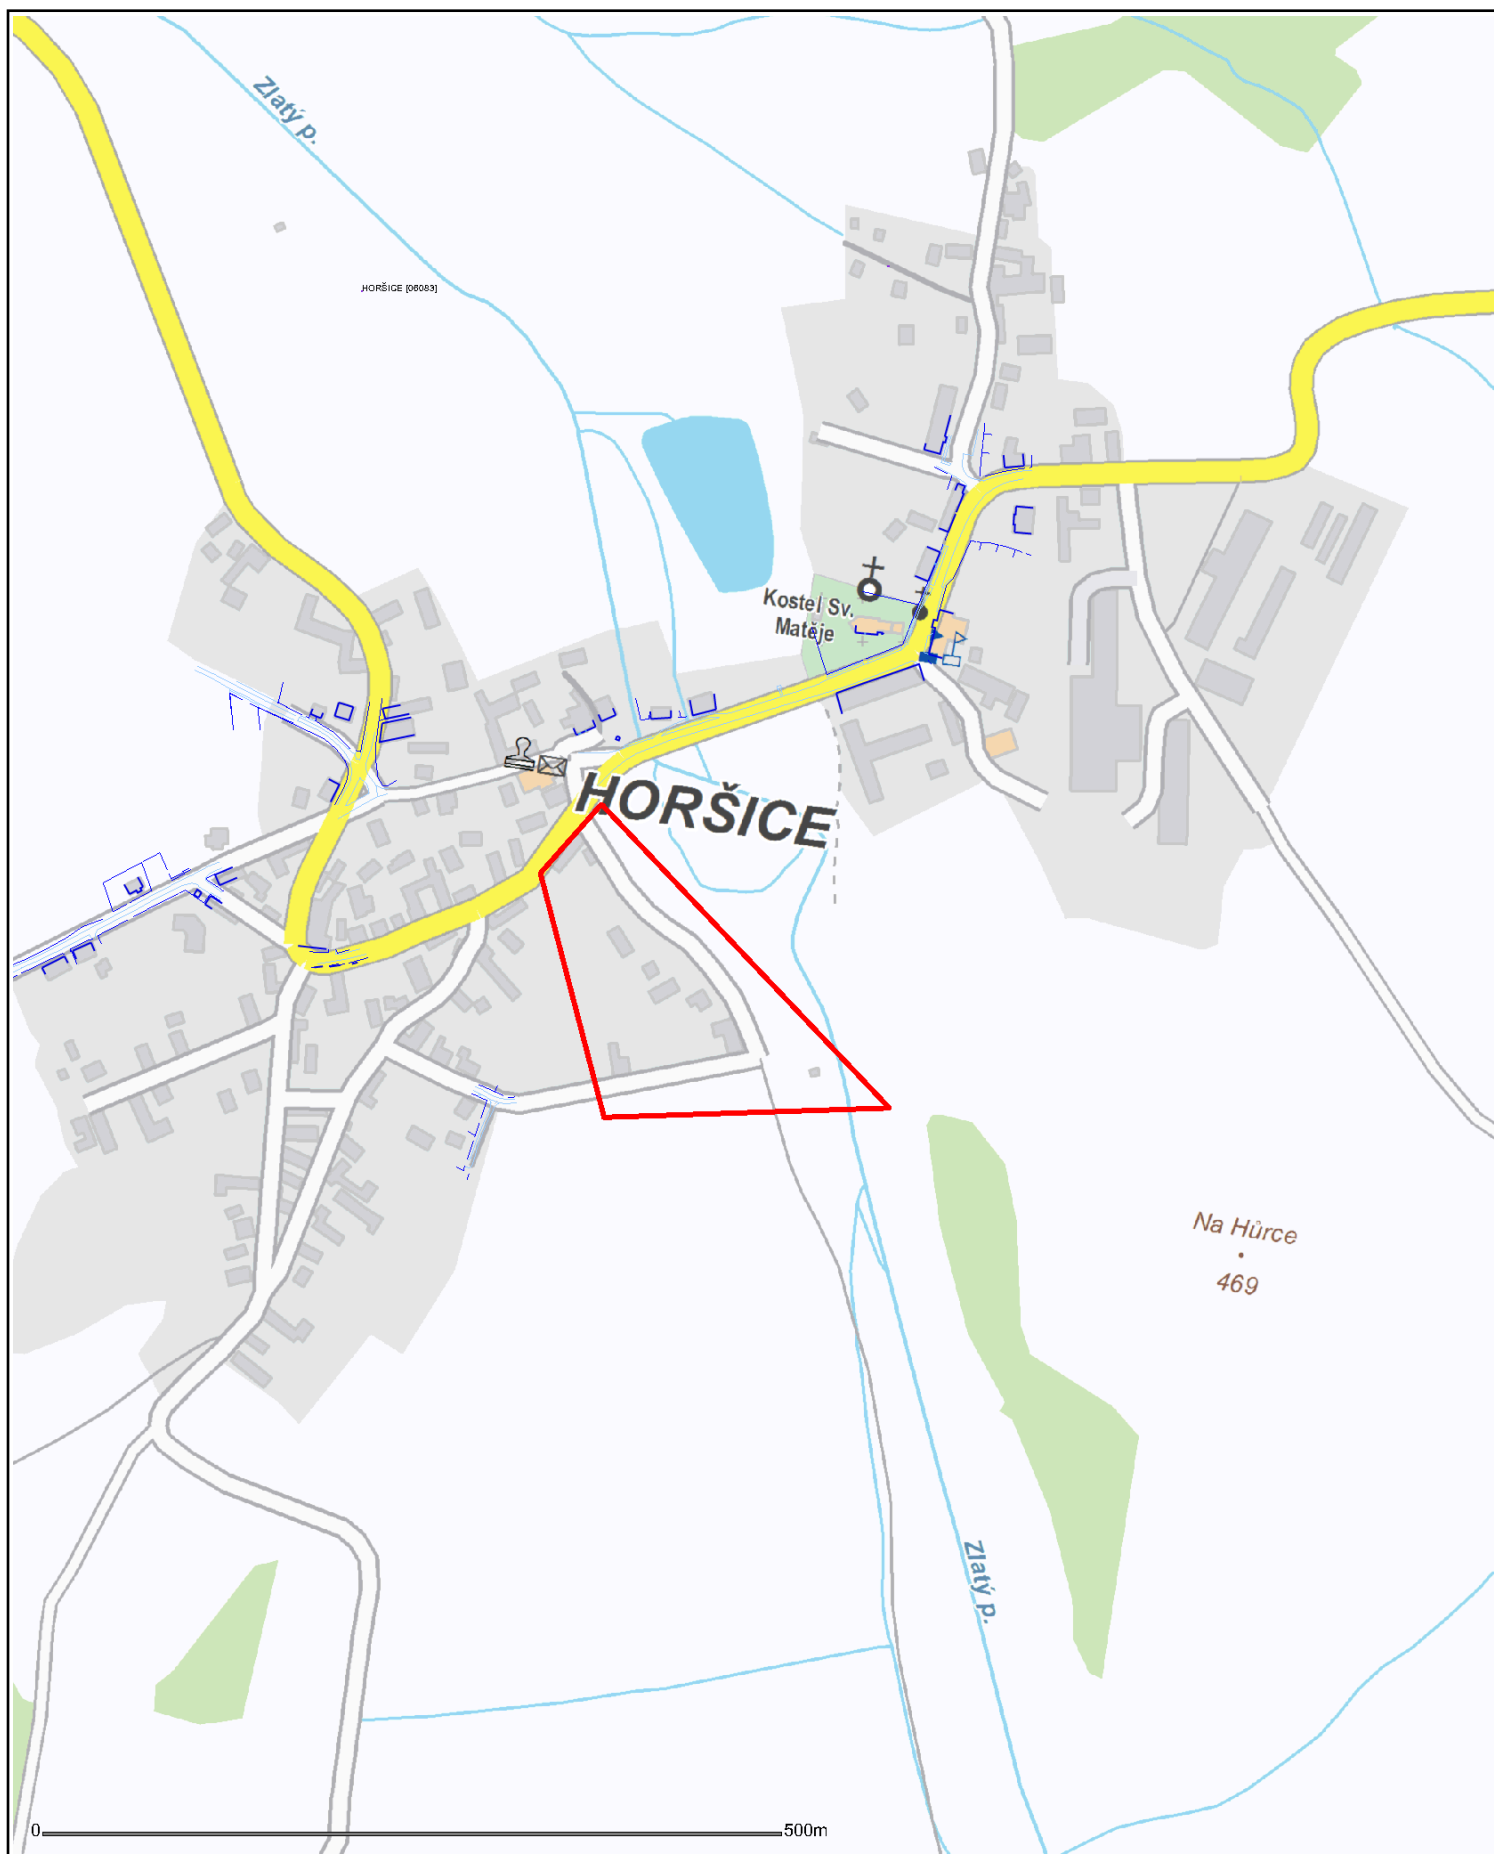 Zlatý p.
HORŠICE [06083]
Kostel Sv.
Matěje
HORŠICE
Na Hůrce
469
Zlatý p.
0
500m